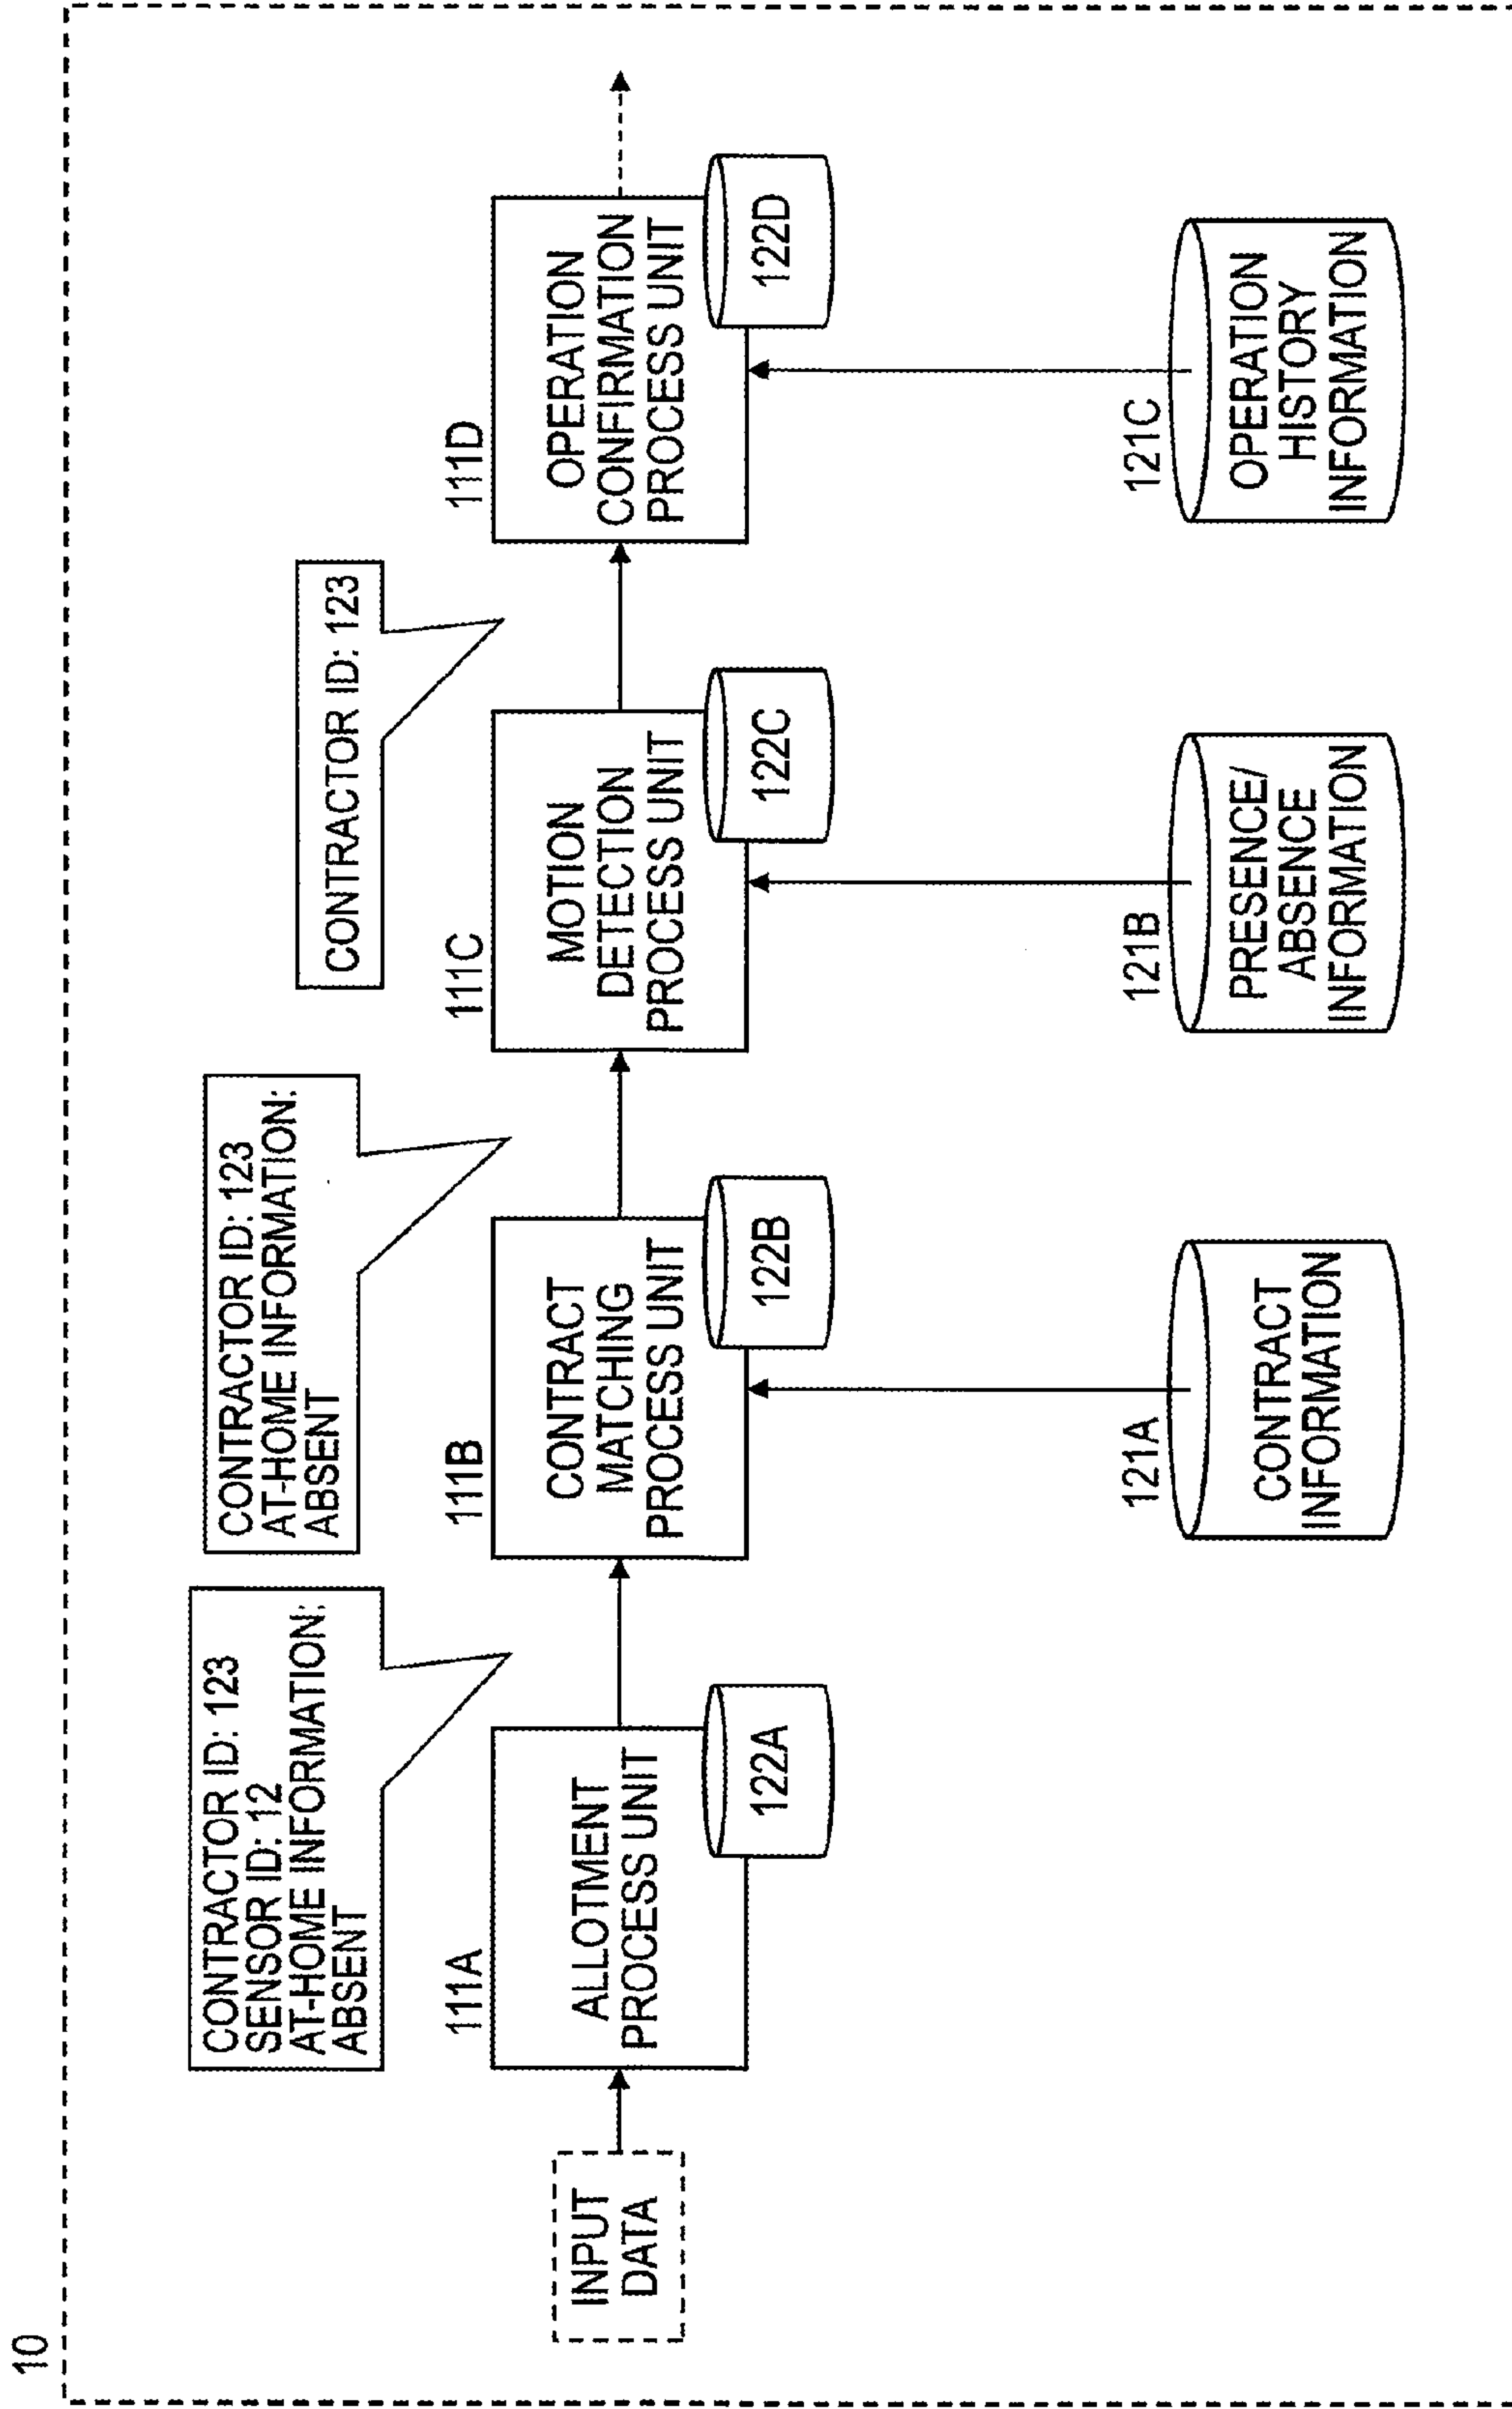 10
INPUT
DATA
CONTRACTOR ID: 123
SENSOR ID: 12
AT-HOME INFORMATION:
ABSENT
111A
ALLOTMENT
PROCESS UNIT
122A
CONTRACTOR ID: 123
AT-HOME INFORMATION:
ABSENT
111B
CONTRACT
MATCHING
PROCESS UNIT
122B
121A
CONTRACT
INFORMATION
CONTRACTOR ID: 123
111C
MOTION
DETECTION
PROCESS UNIT
122C
121B
PRESENCE/
ABSENCE
INFORMATION
111D
OPERATION
CONFIRMATION
PROCESS UNIT
122D
121C
OPERATION
HISTORY
INFORMATION